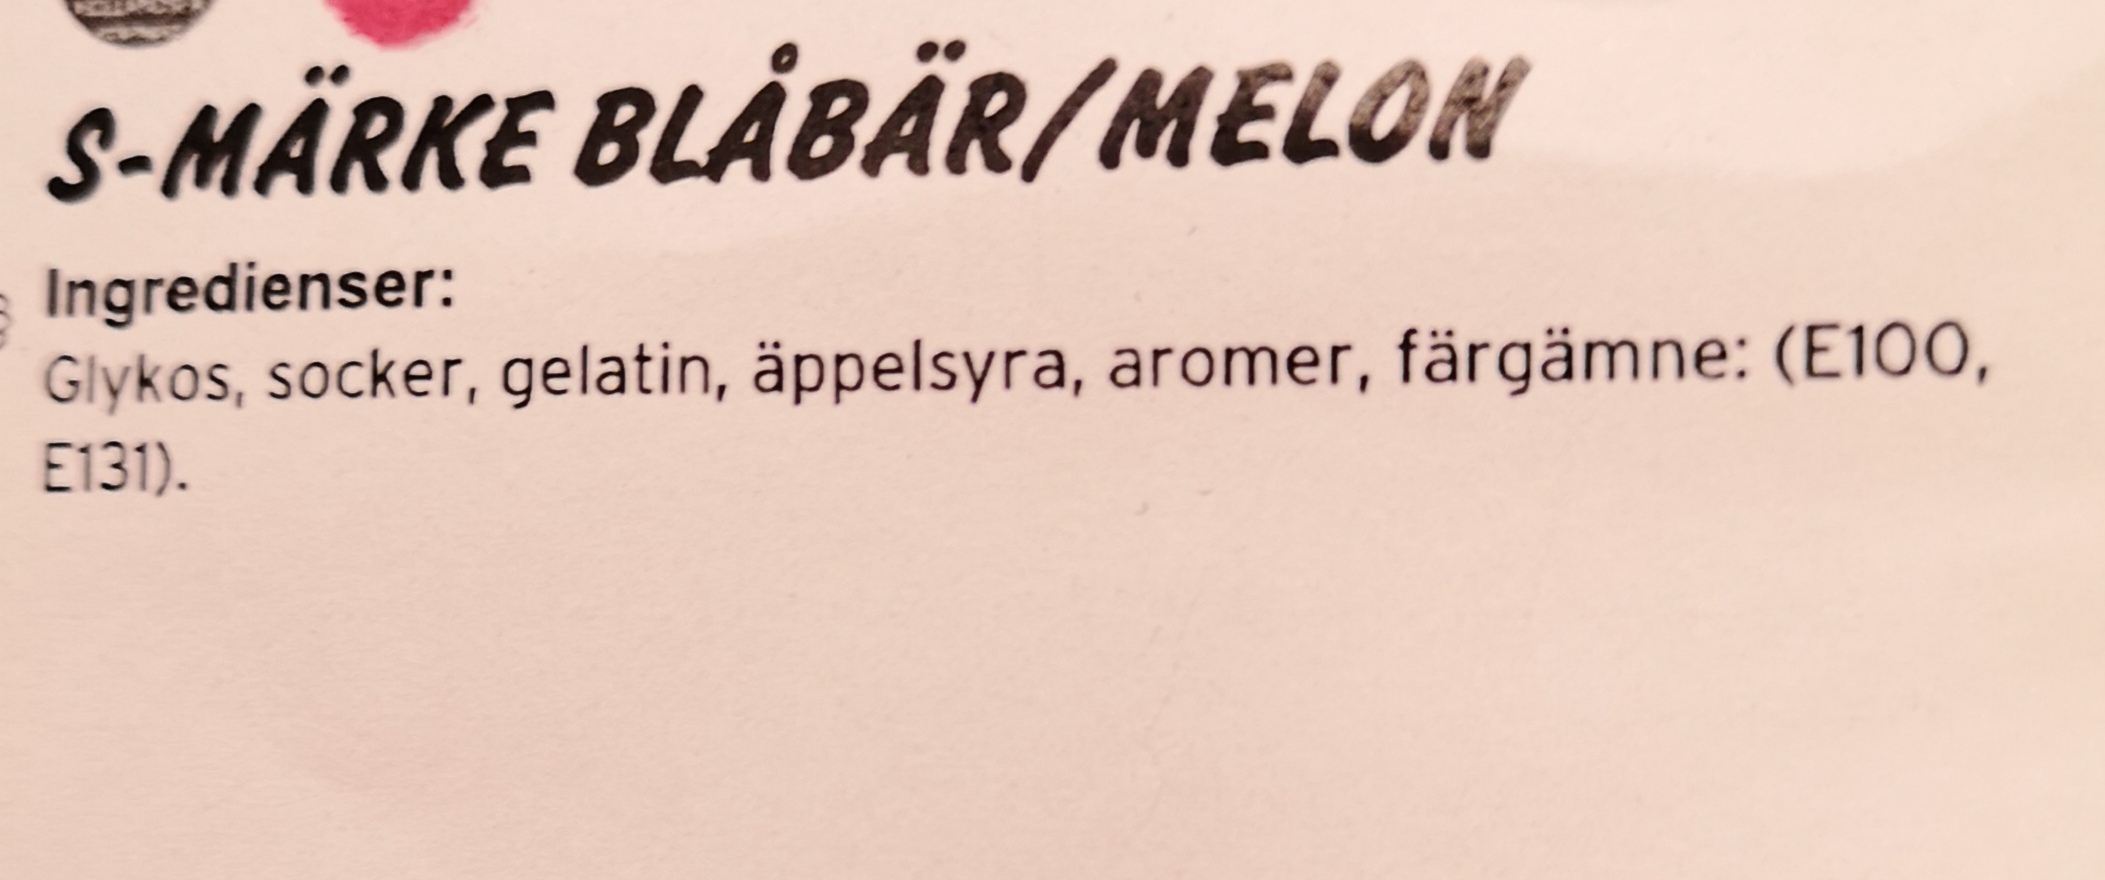 S-MÄRKE BLÅBÄR/MELON
Ingredienser:
Glykos, socker, gelatin, äppelsyra, aromer, färgämne: (E100,
E131).